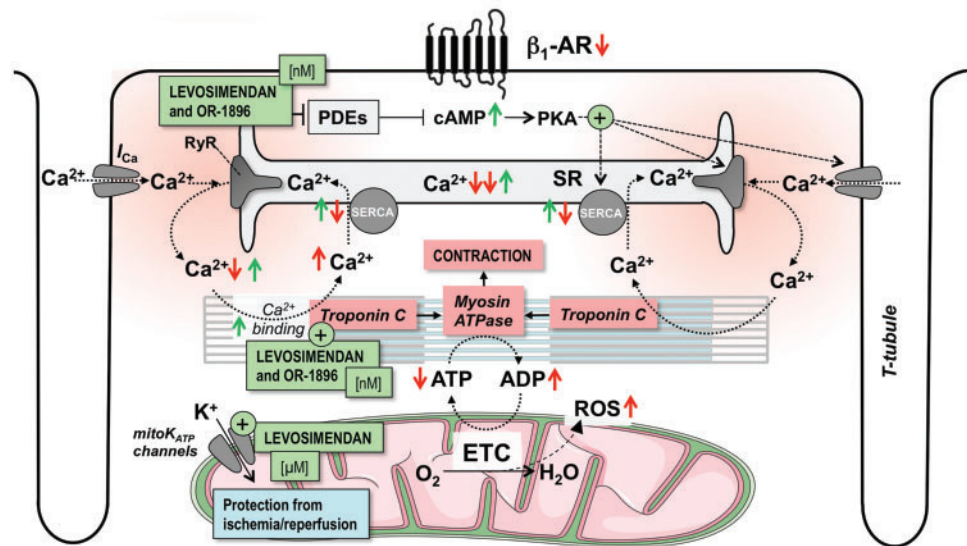 β1-AR
[nM]
LEVOSIMENDAN
and OR-1896
PDEs
cAMP
PKA
+
RyR
ICa
Ca2+
Ca2+
Ca2+
Ca2+
SR
Ca2+
Ca2+
SERCA
SERCA
Ca2+
Ca2+
Ca2+
Ca2+
CONTRACTION
Ca2+
binding
Troponin C
Myosin
ATPase
Troponin C
+
LEVOSIMENDAN
and OR-1896
[nM]
ATP
ADP
T-tubule
K+
mitoKATP
channels
+
LEVOSIMENDAN
[µM]
Protection from
ischemia/reperfusion
ROS
ETC
O2
H2O